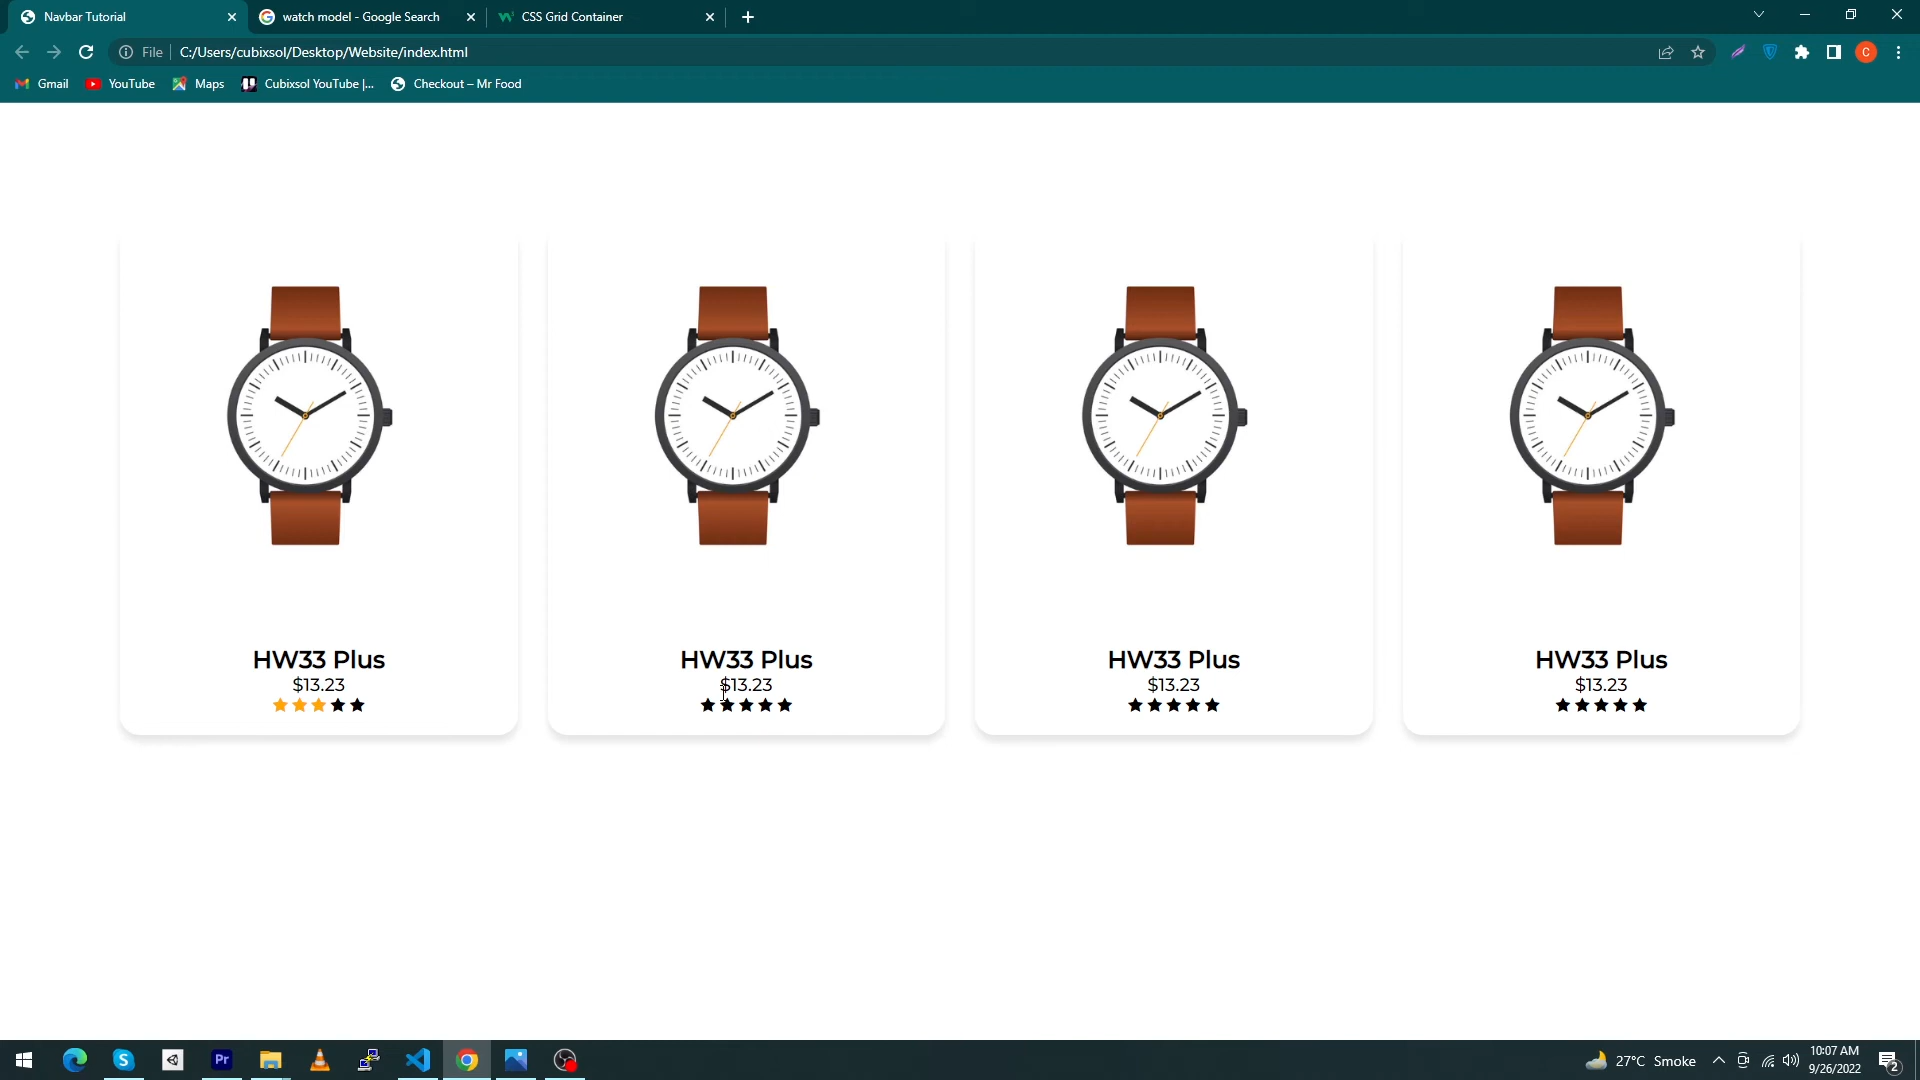 Navbar Tutorial
watch model - Google Search
CSS Grid Container
File
C:/Users/cubixsol/Desktop/Website/index.html
C
Gmail
YouTube
Maps
Cubixsol YouTube |...
Checkout – Mr Food
HW33 Plus
$13.23
HW33 Plus
$13.23
HW33 Plus
$13.23
HW33 Plus
$13.23
S
Pr
27°C Smoke
10:07 AM
9/26/2022
2